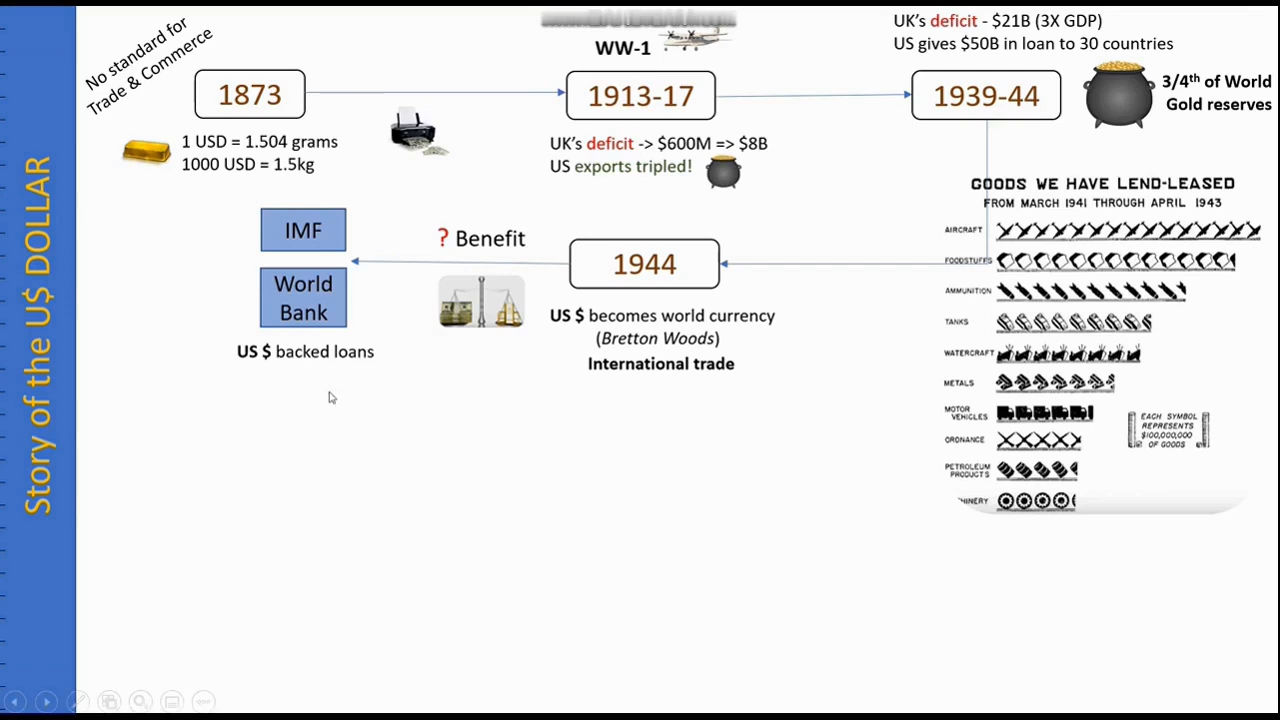 Story of the U$ DOLLAR
No standard for
Trade & Commerce
1873
1 USD = 1.504 grams
1000 USD = 1.5kg
WW-1
1913-17
UK's deficit -> $600M => $8B
US exports tripled!
UK's deficit - $21B (3X GDP)
US gives $50B in loan to 30 countries
1939-44
3/4th of World
Gold reserves
GOODS WE HAVE LEND-LEASED
FROM MARCH 1941 THROUGH APRIL 1943
AIRCRAFT
FOODSTUFFS
AMMUNITION
TANKS
WATERCRAFT
METALS
MOTOR
VEHICLES
ORDNANCE
PETROLEUM
PRODUCTS
HINERY
EACH SYMBOL
REPRESENTS
$100,000,000
OF GOODS
1944
US $ becomes world currency
(Bretton Woods)
International trade
? Benefit
IMF
World
Bank
US $ backed loans